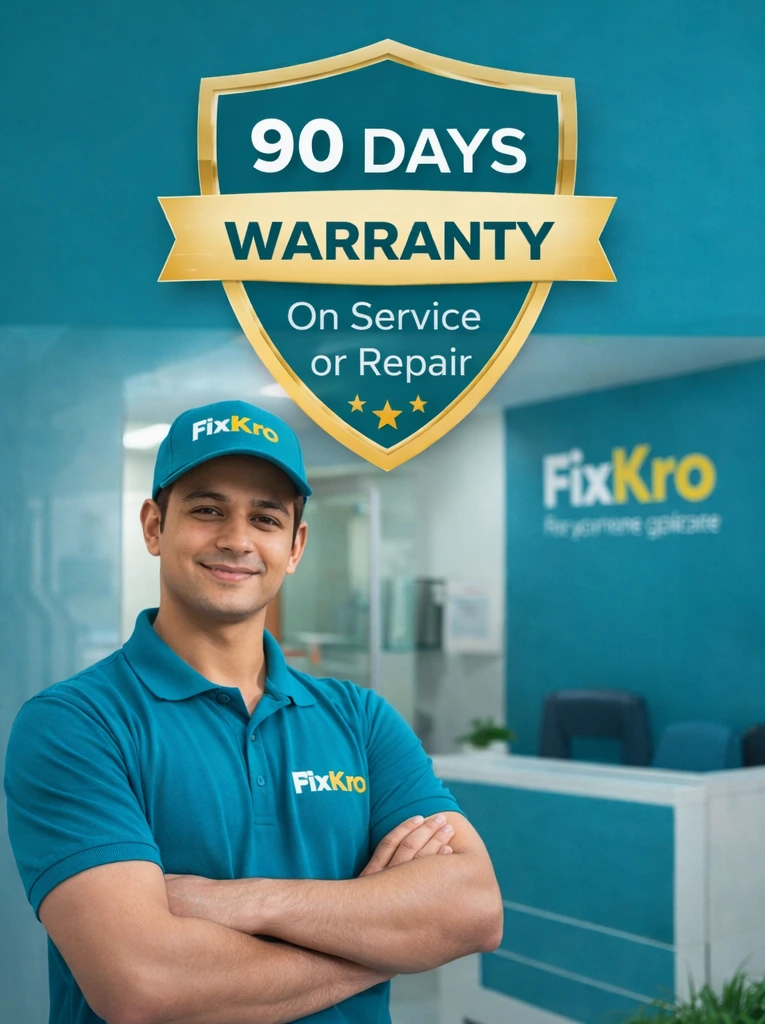 90 DAYS
WARRANTY
On Service
or Repair
FixKro
FixKro
FixKro